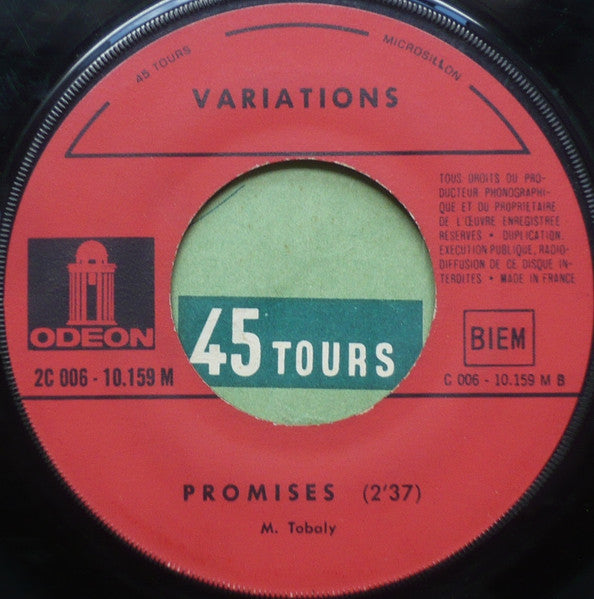 45 TOURS
MICROSILLON
VARIATIONS
TOUS DROITS DU PRO-
DUCTEUR PHONOGRAPHI-
QUE ET DU PROPRIETAIRE
DE L'ŒUVRE ENREGISTREE
RESERVES • DUPLICATION,
EXECUTION PUBLIQUE, RADIO-
DIFFUSION DE CE DISQUE IN-
TERDITES • MADE IN FRANCE
ODEON
45 TOURS
BIEM
2C 006 - 10.159 M
C 006 - 10.159 M B
PROMISES (2'37)
M. Tobaly